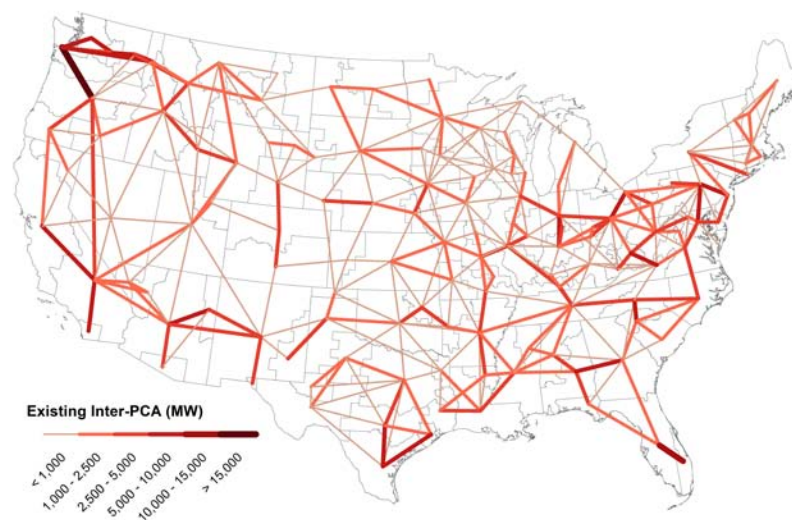 Existing Inter-PCA (MW)
< 1,000
1,000 - 2,500
2,500 - 5,000
5,000 - 10,000
10,000 - 15,000
> 15,000